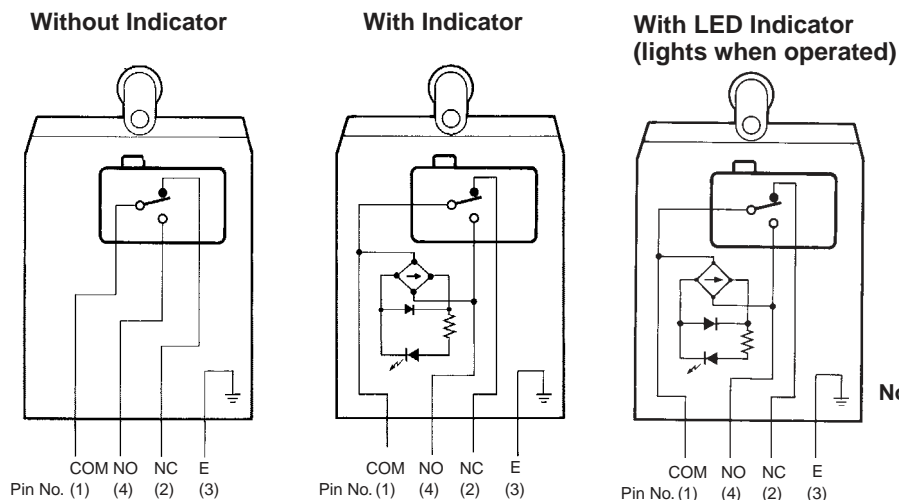 Without Indicator
With Indicator
With LED Indicator
(lights when operated)
COM NO NC E
Pin No. (1) (4) (2) (3)
COM NO NC E
Pin No. (1) (4) (2) (3)
COM NO NC E
Pin No. (1) (4) (2) (3)